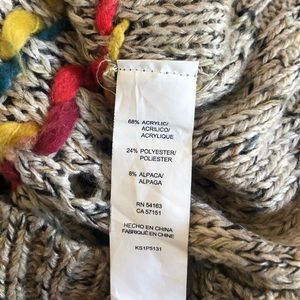 68% ACRYLIC/
ACRILICO/
ACRYLIQUE
24% POLYESTER/
POLIESTER
8% ALPACA/
ALPAGA
RN 54163
CA 57151
HECHO EN CHINA
FABRIQUÉ EN CHINE
KS1P5131